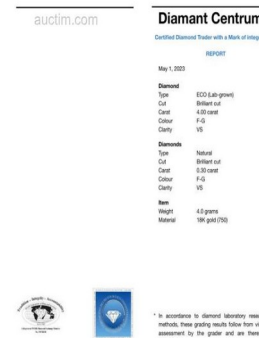 auctim.com
Diamant Centrum
Certified Diamond Trader with a Mark of Integ
REPORT
May 1, 2023
Diamond
Type ECO (Lab-grown)
Cut Brilliant cut
Carat 4.00 carat
Colour F-G
Clarity VS
Diamonds
Type Natural
Cut Brilliant cut
Carat 0.30 carat
Colour F-G
Clarity VS
Item
Weight 4.0 grams
Material 18K gold (750)
* In accordance to diamond laboratory rese
methods, these grading results follow from vi
assessment by the grader and are there